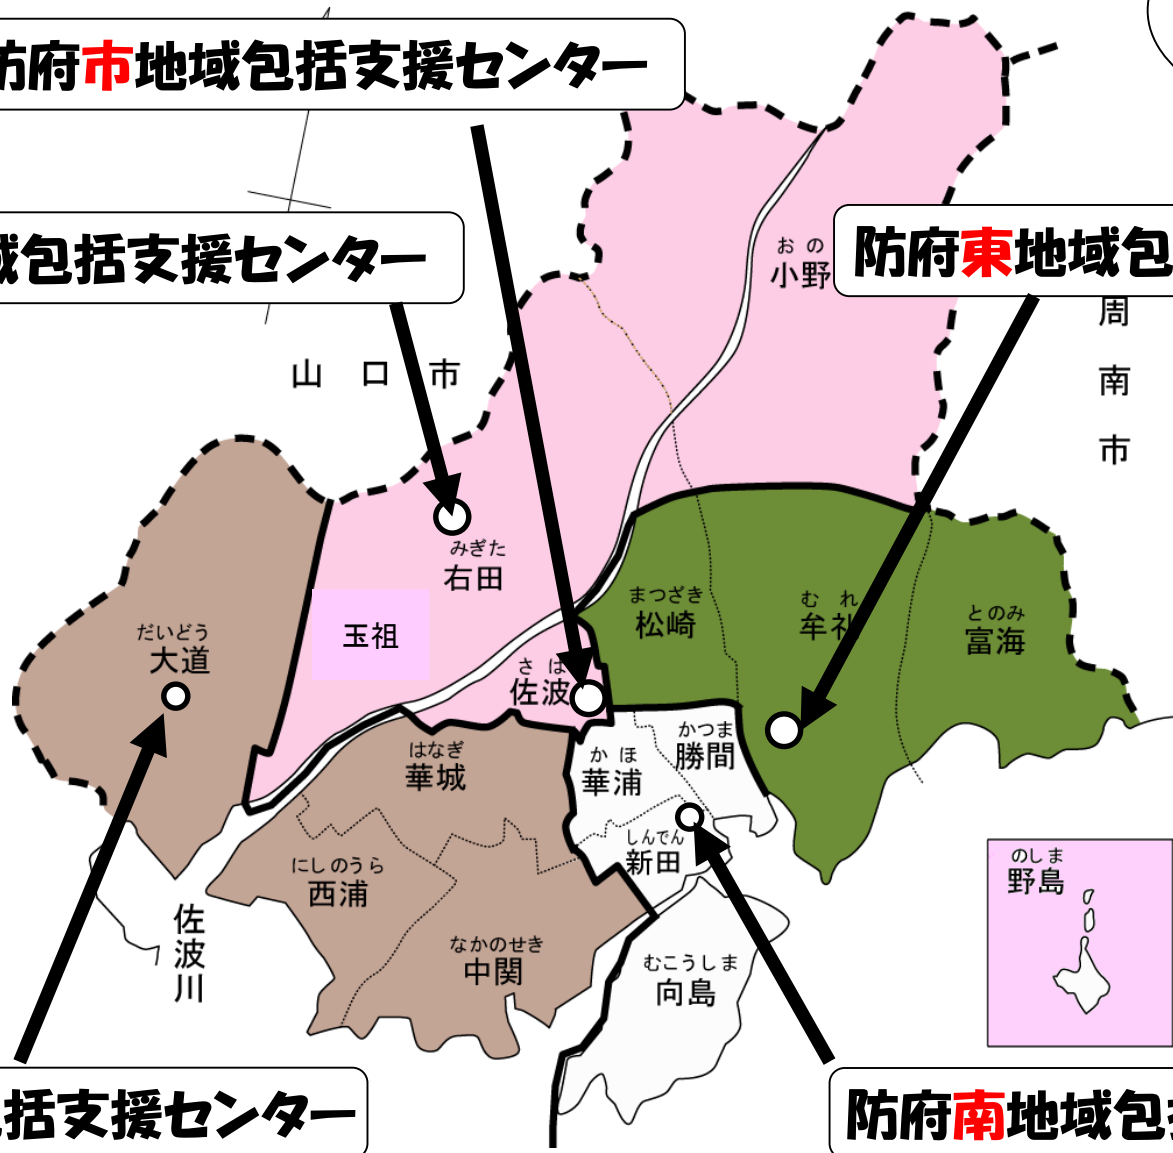 防府市地域包括支援センター
域包括支援センター
おの
小野
防府東地域包
周南市
山口市
みぎた
右田
玉祖
まつざき
松崎
むれ
牟礼
とのみ
富海
だいどう
大道
さば
佐波
はなぎ
華城
かほ
華浦
かつま
勝間
しんでん
新田
にしのうら
西浦
佐波川
なかのせき
中関
むこうしま
向島
のしま
野島
括支援センター
防府南地域包括